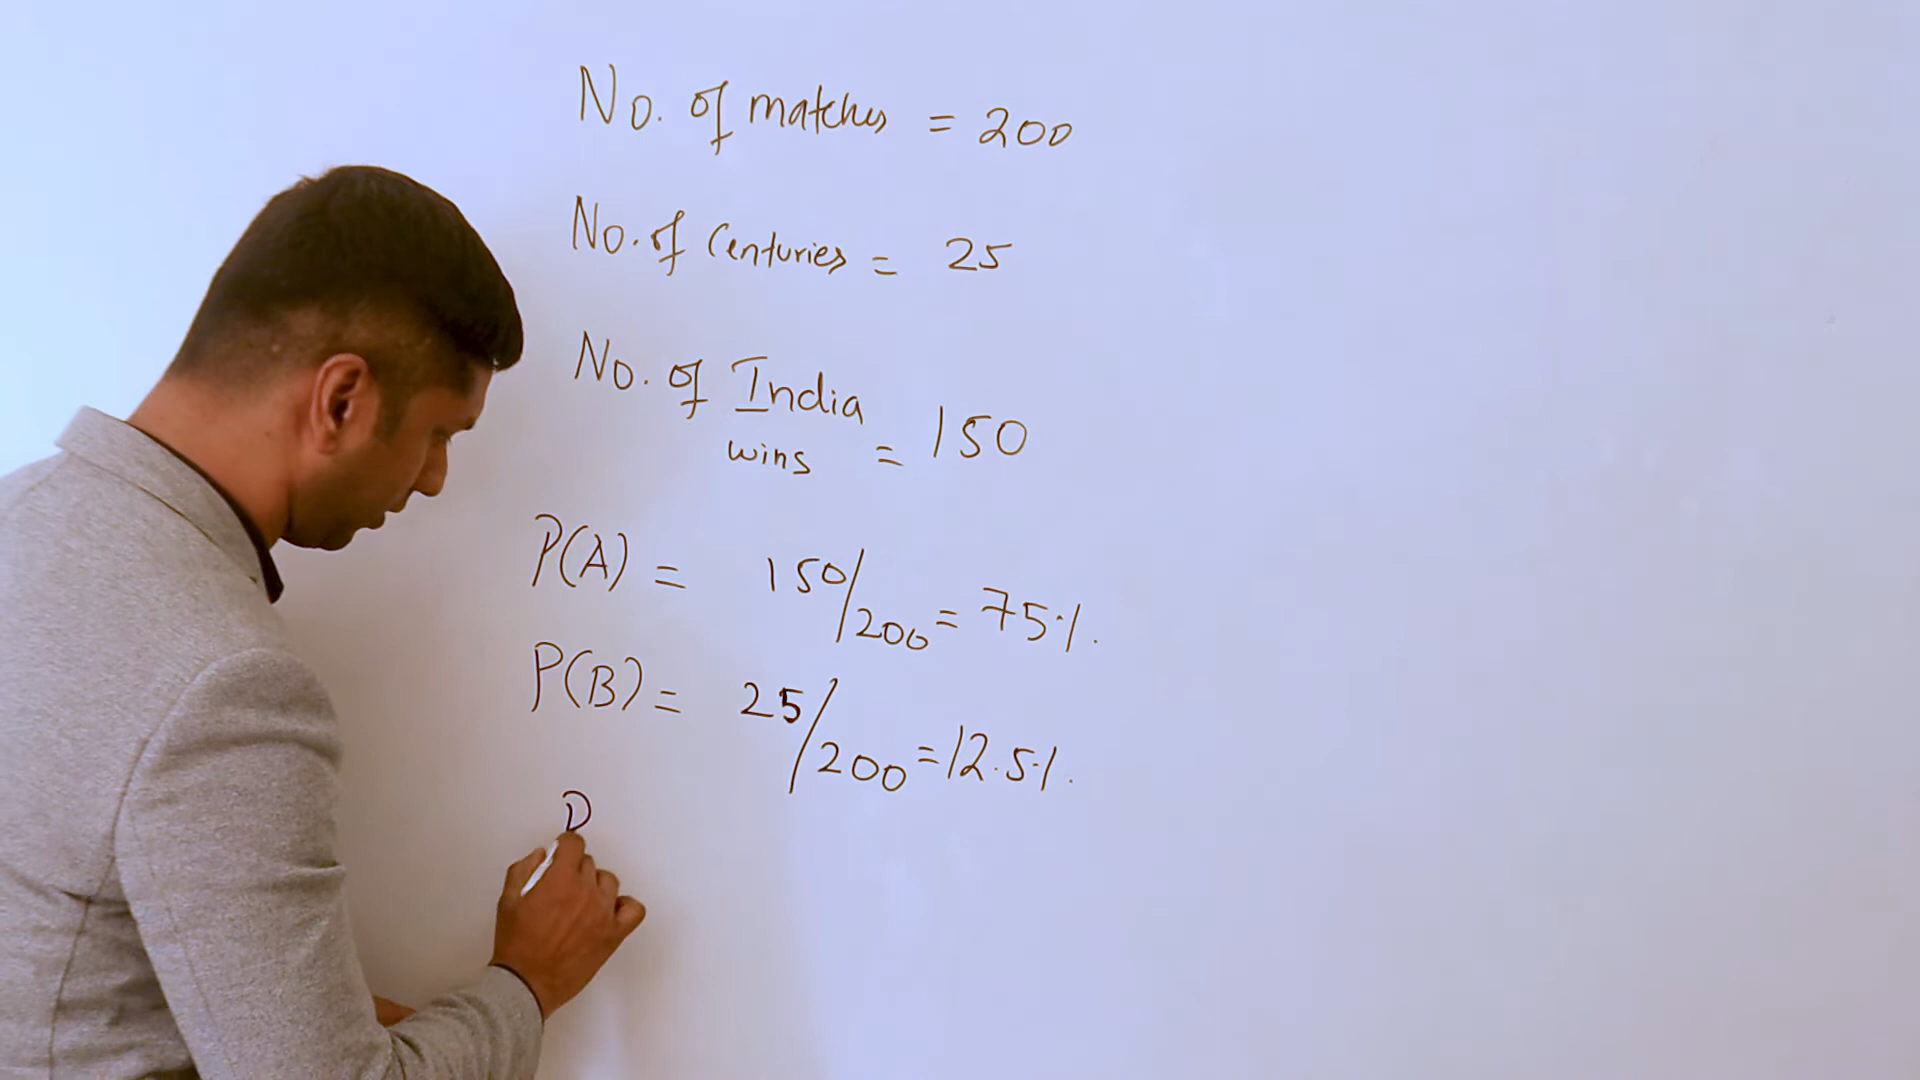 No. of matches = 200
No. of Centuries = 25
No. of India
wins = 150
P(A) = 150/200 = 75%.
P(B) = 25/200 = 12.5%.
P